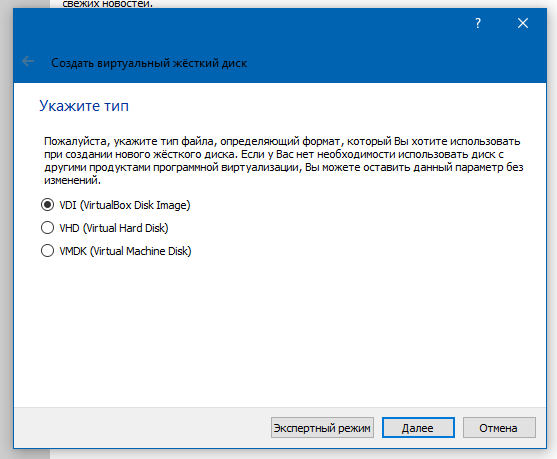 свежих новостей.
?
Создать виртуальный жёсткий диск
Укажите тип
Пожалуйста, укажите тип файла, определяющий формат, который Вы хотите использовать
при создании нового жёсткого диска. Если у Вас нет необходимости использовать диск с
другими продуктами программной виртуализации, Вы можете оставить данный параметр без
изменений.
VDI (VirtualBox Disk Image)
VHD (Virtual Hard Disk)
VMDK (Virtual Machine Disk)
Экспертный режим Далее Отмена